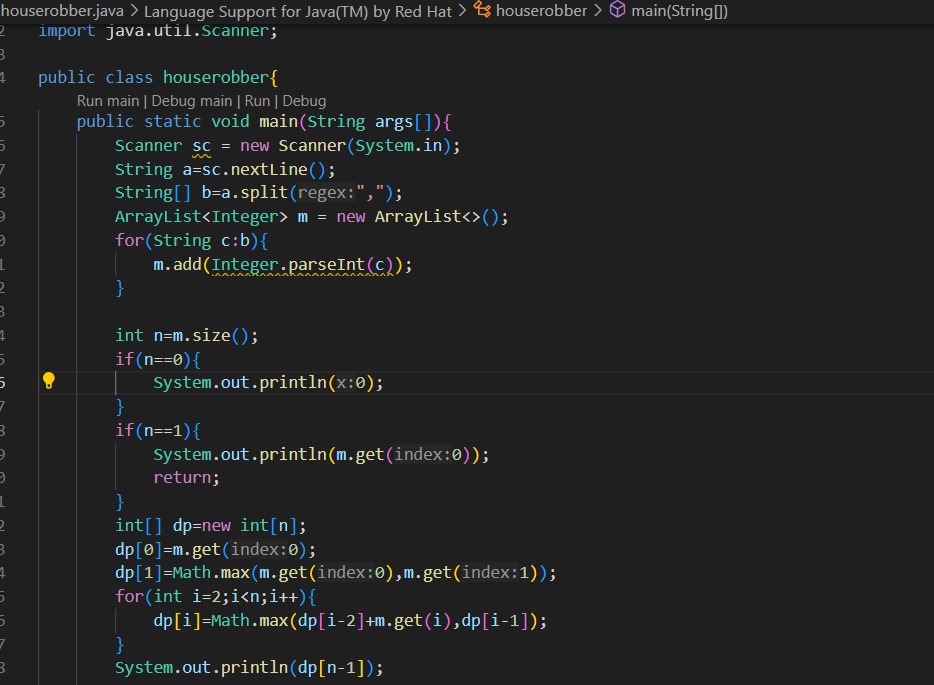 houserobber.java > Language Support for Java(TM) by Red Hat > houserobber > main(String[])
2 import java.util.Scanner;
3
4 public class houserobber{
Run main | Debug main | Run | Debug
5 public static void main(String args[]){
6 Scanner sc = new Scanner(System.in);
7 String a=sc.nextLine();
8 String[] b=a.split(regex:",");
9 ArrayList<Integer> m = new ArrayList<>();
0 for(String c:b){
1 m.add(Integer.parseInt(c));
2 }
3
4 int n=m.size();
5 if(n==0){
6 System.out.println(x:0);
7 }
8 if(n==1){
9 System.out.println(m.get(index:0));
0 return;
1 }
2 int[] dp=new int[n];
3 dp[0]=m.get(index:0);
4 dp[1]=Math.max(m.get(index:0),m.get(index:1));
5 for(int i=2;i<n;i++){
6 dp[i]=Math.max(dp[i-2]+m.get(i),dp[i-1]);
7 }
8 System.out.println(dp[n-1]);